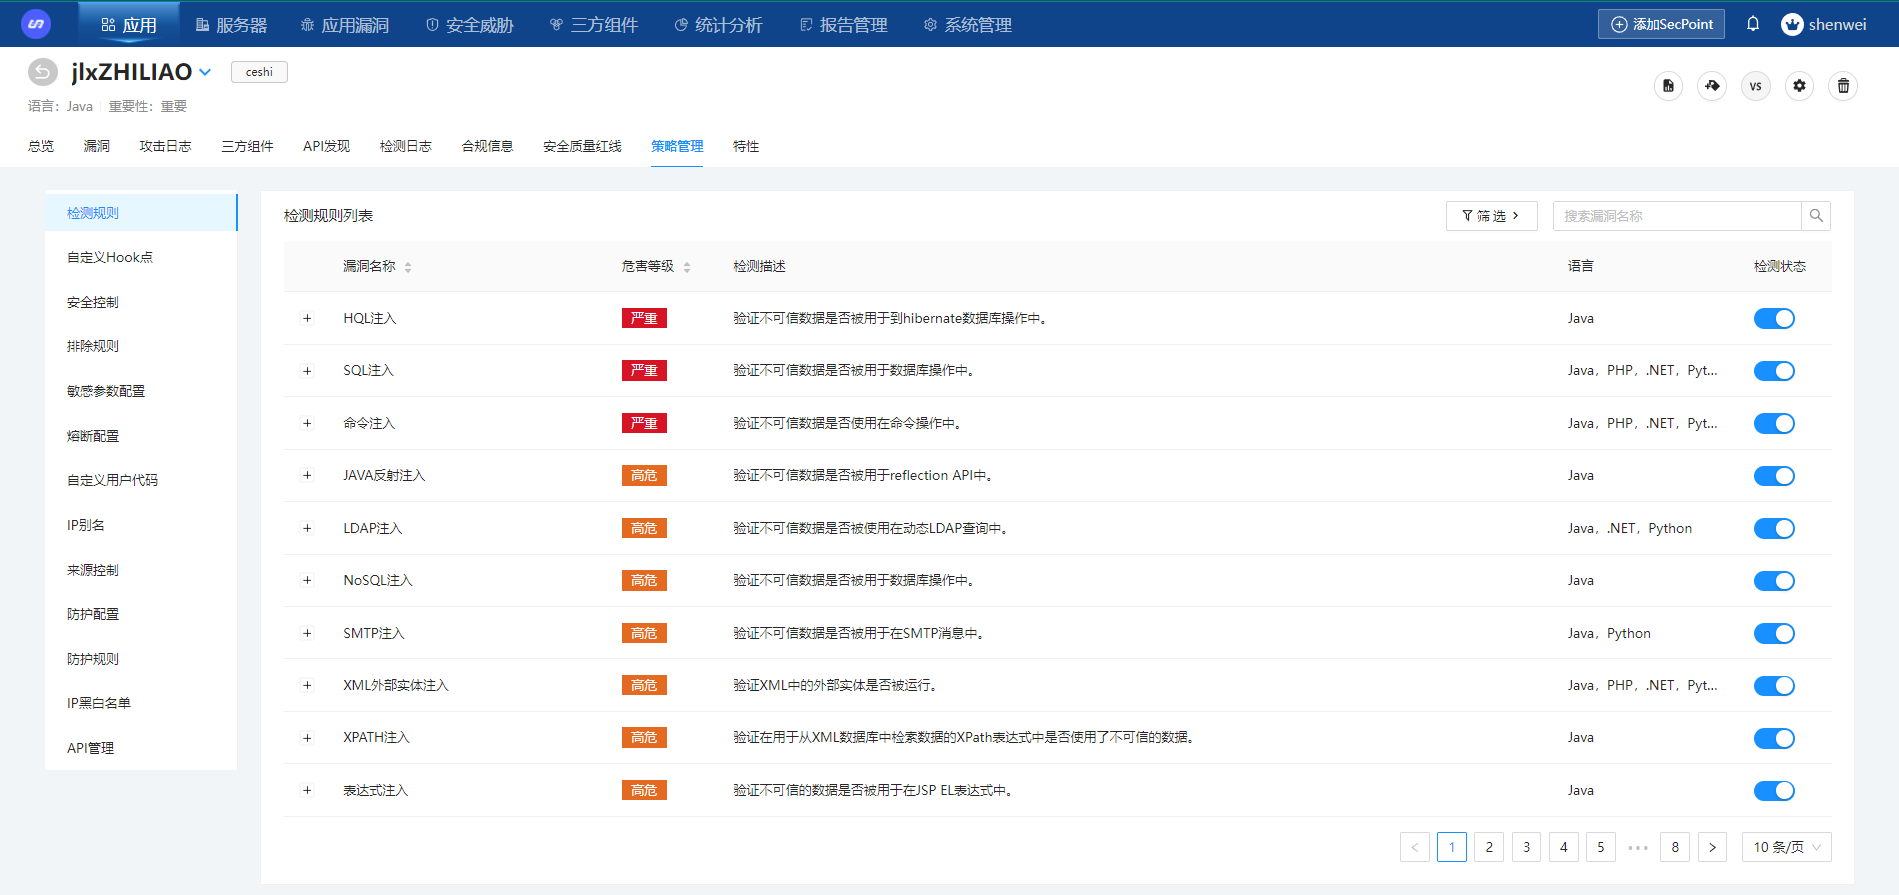 应用 服务器 应用漏洞 安全威胁 三方组件 统计分析 报告管理 系统管理 添加SecPoint shenwei
jlxZHILIAO ceshi
语言：Java 重要性：重要
VS
总览 漏洞 攻击日志 三方组件 API发现 检测日志 合规信息 安全质量红线 策略管理 特性
检测规则
自定义Hook点
安全控制
排除规则
敏感参数配置
熔断配置
自定义用户代码
IP别名
来源控制
防护配置
防护规则
IP黑白名单
API管理
检测规则列表 筛选 搜索漏洞名称
漏洞名称 危害等级 检测描述 语言 检测状态
HQL注入 严重 验证不可信数据是否被用于到hibernate数据库操作中。 Java
SQL注入 严重 验证不可信数据是否被用于数据库操作中。 Java，PHP，.NET，Pyt...
命令注入 严重 验证不可信数据是否使用在命令操作中。 Java，PHP，.NET，Pyt...
JAVA反射注入 高危 验证不可信数据是否被用于reflection API中。 Java
LDAP注入 高危 验证不可信数据是否被使用在动态LDAP查询中。 Java，.NET，Python
NoSQL注入 高危 验证不可信数据是否被用于数据库操作中。 Java
SMTP注入 高危 验证不可信数据是否被用于在SMTP消息中。 Java，Python
XML外部实体注入 高危 验证XML中的外部实体是否被运行。 Java，PHP，.NET，Pyt...
XPATH注入 高危 验证在用于从XML数据库中检索数据的XPath表达式中是否使用了不可信的数据。 Java
表达式注入 高危 验证不可信的数据是否被用于在JSP EL表达式中。 Java
< 1 2 3 4 5 ••• 8 > 10 条/页